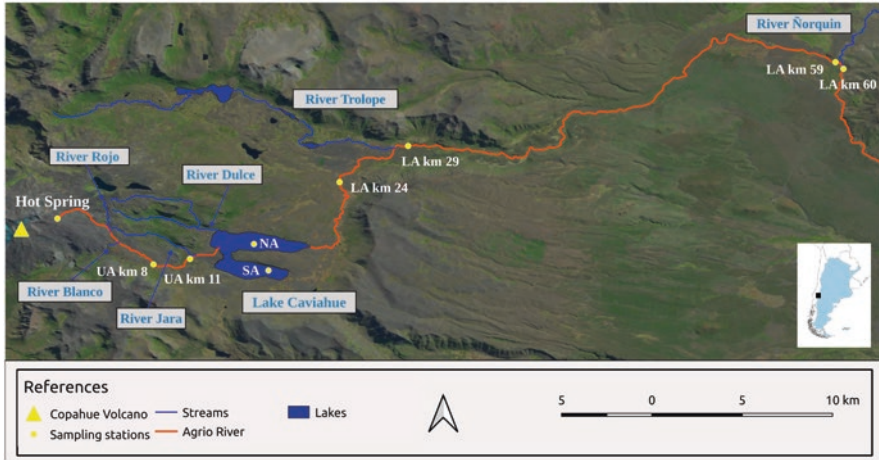 River Ñorquin
LA km 59
LA km 60
River Trolope
River Rojo
LA km 29
River Dulce
LA km 24
Hot Spring
NA
UA km 8
UA km 11
SA
River Blanco
Lake Caviahue
River Jara
References
Copahue Volcano
Streams
Lakes
Sampling stations
Agrio River
5 0 5 10 km